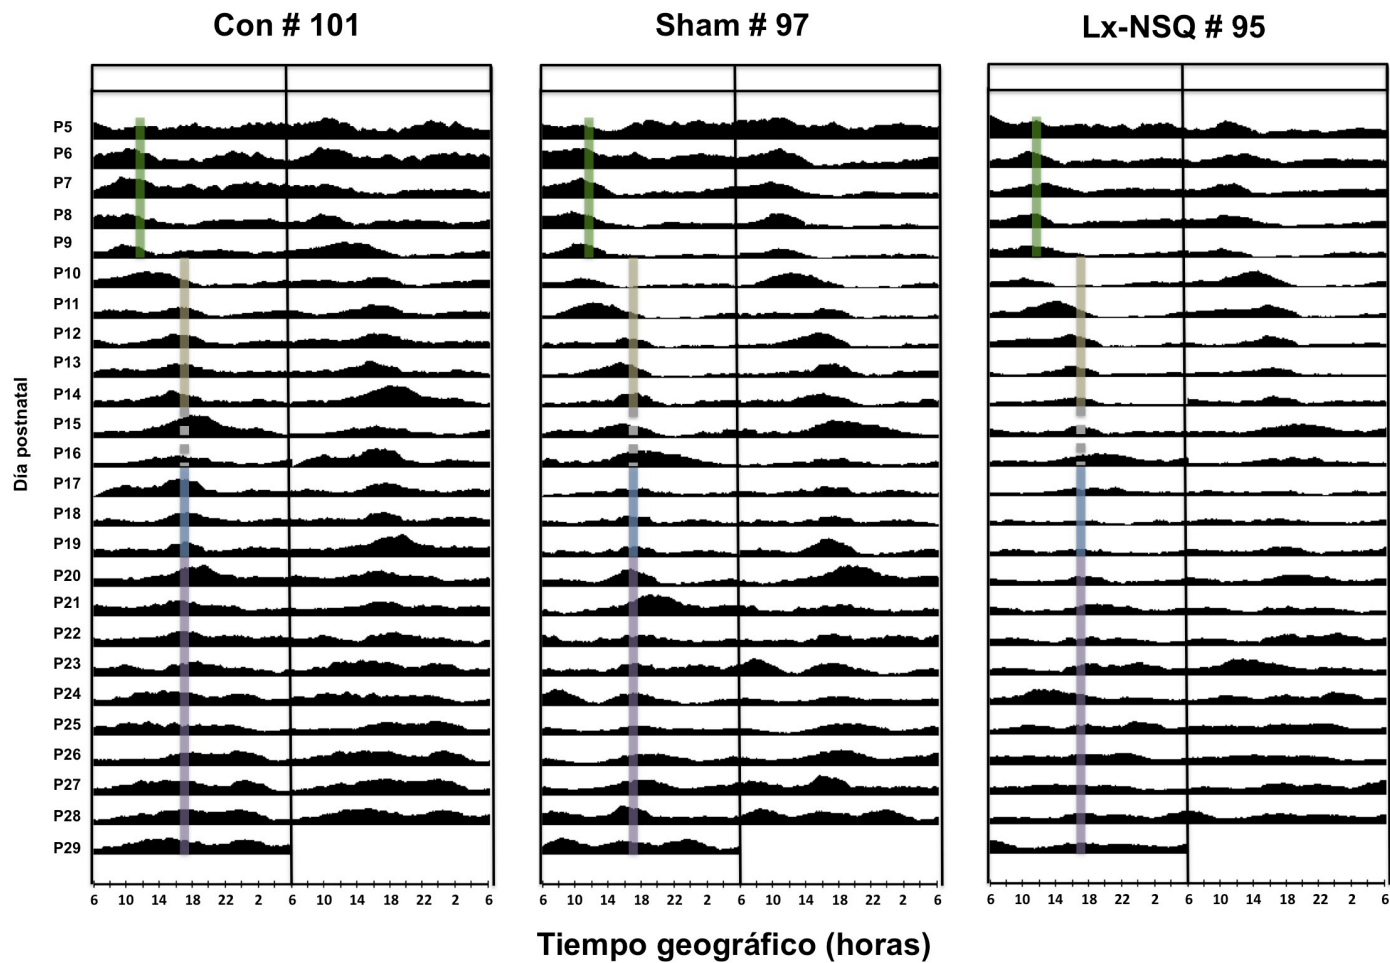 Con # 101 Sham # 97 Lx-NSQ # 95
Día postnatal
P5
P6
P7
P8
P9
P10
P11
P12
P13
P14
P15
P16
P17
P18
P19
P20
P21
P22
P23
P24
P25
P26
P27
P28
P29
6 10 14 18 22 2 6 10 14 18 22 2 6 6 10 14 18 22 2 6 10 14 18 22 2 6 6 10 14 18 22 2 6 10 14 18 22 2 6
Tiempo geográfico (horas)